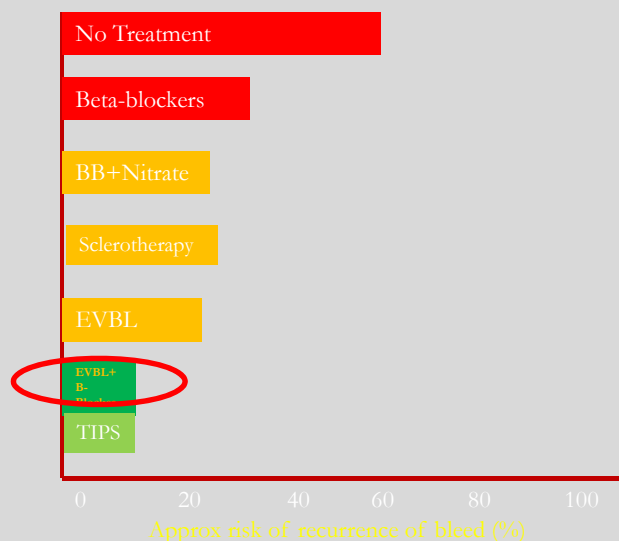 No Treatment
Beta-blockers
BB+Nitrate
Sclerotherapy
EVBL
EVBL+
B-
TIPS
0 20 40 60 80 100
Approx risk of recurrence of bleed (%)